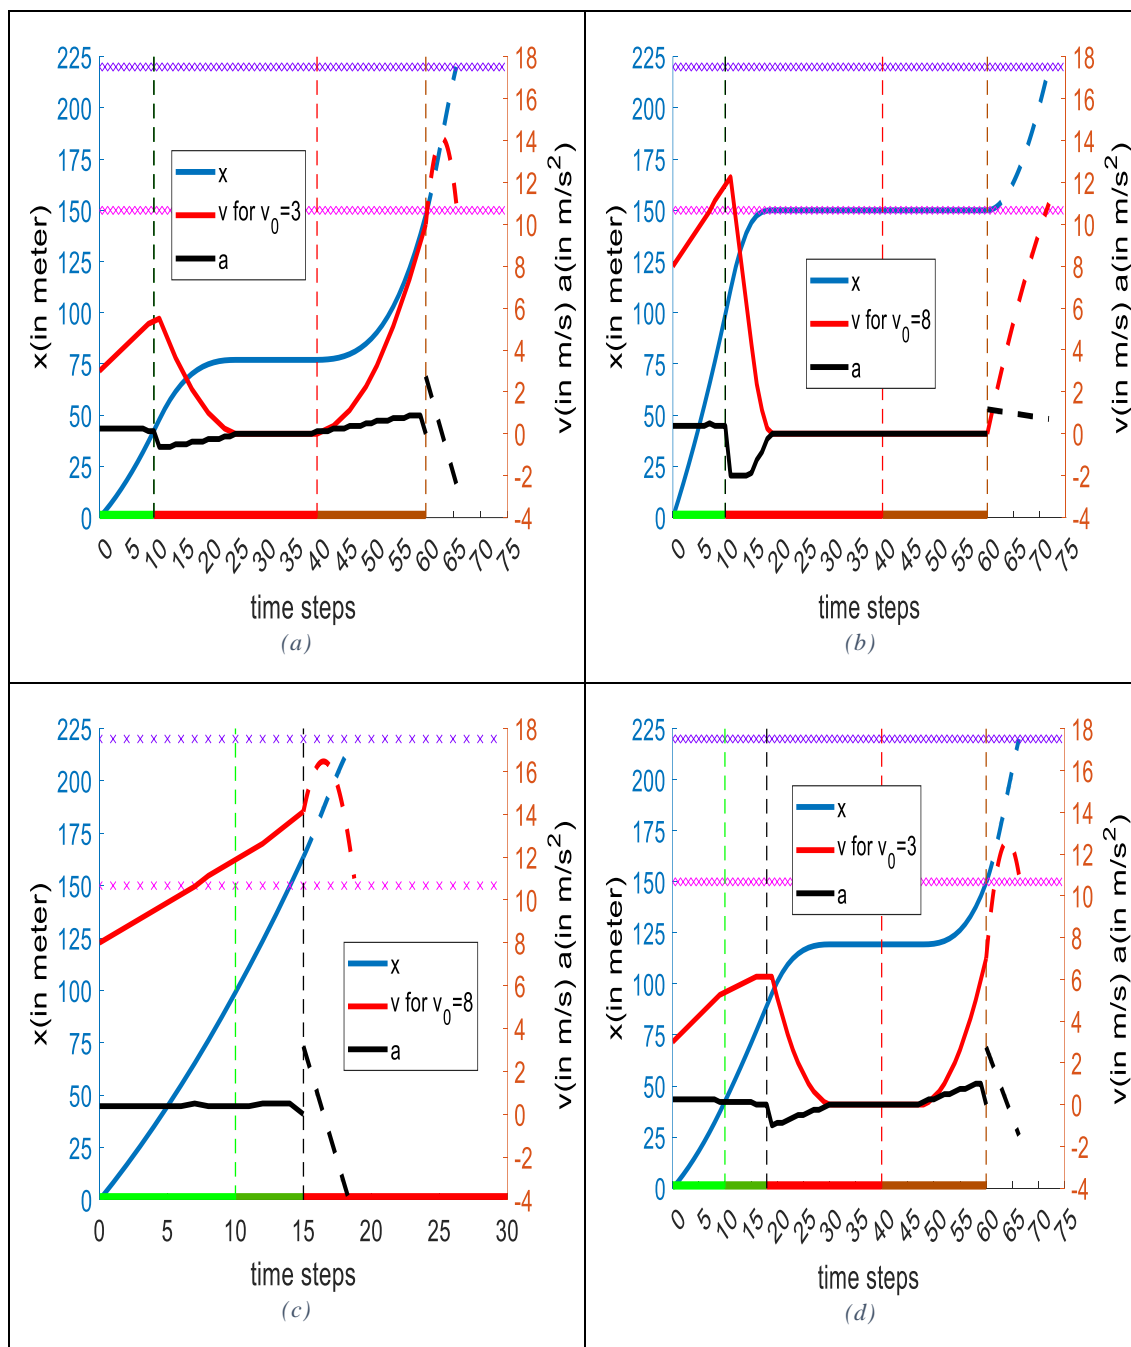 225
200
175
150
125
100
75
50
25
0
x(in meter)
18
16
14
12
10
8
6
4
2
0
-2
-4
v(in m/s) a(in m/s²)
x
v for v₀=3
a
0 5 10 15 20 25 30 35 40 45 50 55 60 65 70 75
time steps
(a)
225
200
175
150
125
100
75
50
25
0
x(in meter)
18
16
14
12
10
8
6
4
2
0
-2
-4
v(in m/s) a(in m/s²)
x
v for v₀=8
a
0 5 10 15 20 25 30 35 40 45 50 55 60 65 70 75
time steps
(b)
225
200
175
150
125
100
75
50
25
0
x(in meter)
18
16
14
12
10
8
6
4
2
0
-2
-4
v(in m/s) a(in m/s²)
x
v for v₀=8
a
0 5 10 15 20 25 30
time steps
(c)
225
200
175
150
125
100
75
50
25
0
x(in meter)
18
16
14
12
10
8
6
4
2
0
-2
-4
v(in m/s) a(in m/s²)
x
v for v₀=3
a
0 5 10 15 20 25 30 35 40 45 50 55 60 65 70 75
time steps
(d)